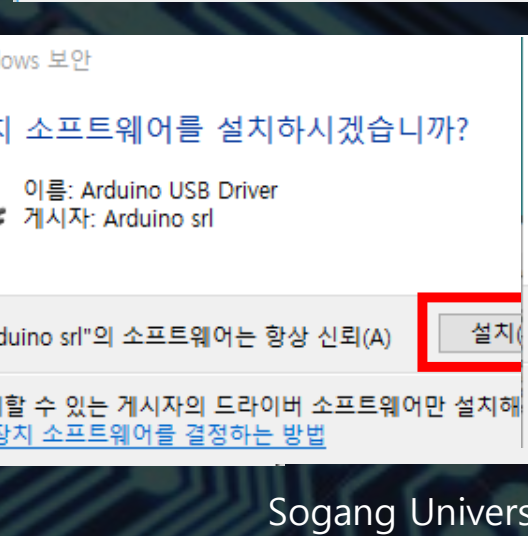 ows 보안
치 소프트웨어를 설치하시겠습니까?
이름: Arduino USB Driver
게시자: Arduino srl
duino srl"의 소프트웨어는 항상 신뢰(A)
설치(
할 수 있는 게시자의 드라이버 소프트웨어만 설치해
장치 소프트웨어를 결정하는 방법
Sogang Univers